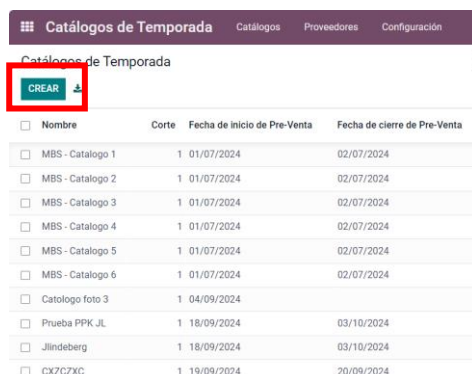 Catálogos de Temporada Catálogos Proveedores Configuración
Catálogos de Temporada
CREAR
Nombre Corte Fecha de inicio de Pre-Venta Fecha de cierre de Pre-Venta
MBS - Catalogo 1 1 01/07/2024 02/07/2024
MBS - Catalogo 2 1 01/07/2024 02/07/2024
MBS - Catalogo 3 1 01/07/2024 02/07/2024
MBS - Catalogo 4 1 01/07/2024 02/07/2024
MBS - Catalogo 5 1 01/07/2024 02/07/2024
MBS - Catalogo 6 1 01/07/2024 02/07/2024
Catologo foto 3 1 04/09/2024
Prueba PPK JL 1 18/09/2024 03/10/2024
Jlindeberg 1 18/09/2024 03/10/2024
CXZCZXC 1 19/09/2024 20/09/2024